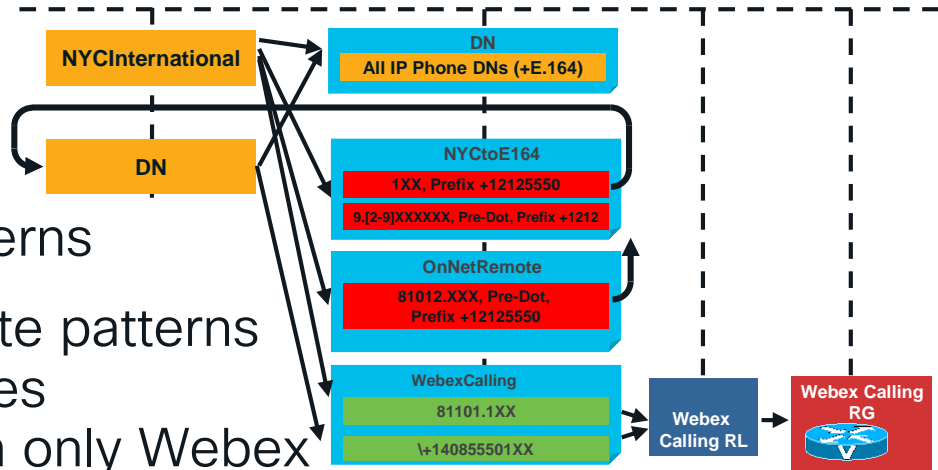 NYCInternational
DN
All IP Phone DNs (+E.164)
DN
NYCtoE164
1XX, Prefix +12125550
9.[2-9]XXXXXX, Pre-Dot, Prefix +1212
erns
OnNetRemote
81012.XXX, Pre-Dot,
Prefix +12125550
te patterns
es
n only Webex
WebexCalling
81101.1XX
\+140855501XX
Webex
Calling RL
Webex Calling
RG
V